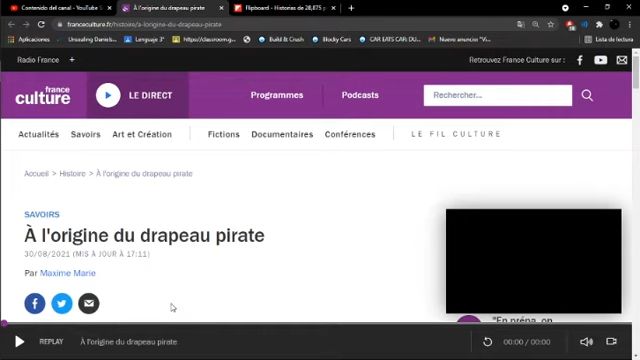 Contenido del canal - YouTube S
À l'origine du drapeau pirate
Flipboard - Historias de 28,875 p
franceculture.fr/histoire/a-lorigine-du-drapeau-pirate
Aplicaciones
Unsealing Daniels...
Lenguaje 3°
https://classroom.g...
Build & Crush
Blocky Cars
CAR EATS CAR: DU...
Nuevo anuncio: "Vi...
Lista de lectura
Radio France +
Retrouvez France Culture sur :
france
culture
LE DIRECT
Programmes
Podcasts
Rechercher...
Actualités
Savoirs
Art et Création
Fictions
Documentaires
Conférences
LE FIL CULTURE
Accueil > Histoire > À l'origine du drapeau pirate
SAVOIRS
À l'origine du drapeau pirate
30/08/2021 (MIS À JOUR À 17:11)
Par Maxime Marie
"En prépa, on
REPLAY
À l'origine du drapeau pirate
00:00 / 00:00